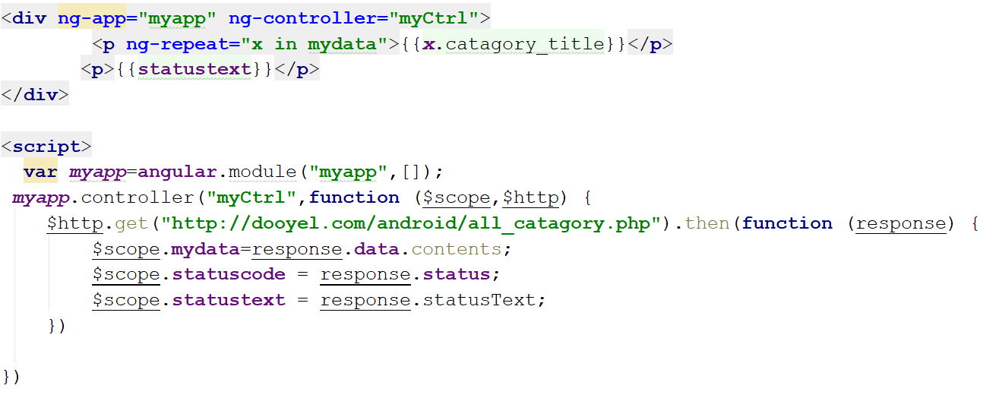 <div ng-app="myapp" ng-controller="myCtrl">
<p ng-repeat="x in mydata">{{x.catagory_title}}</p>
<p>{{statustext}}</p>
</div>
<script>
var myapp=angular.module("myapp",[]);
myapp.controller("myCtrl",function ($scope,$http) {
$http.get("http://dooyel.com/android/all_catagory.php").then(function (response) {
$scope.mydata=response.data.contents;
$scope.statuscode = response.status;
$scope.statustext = response.statusText;
})
})